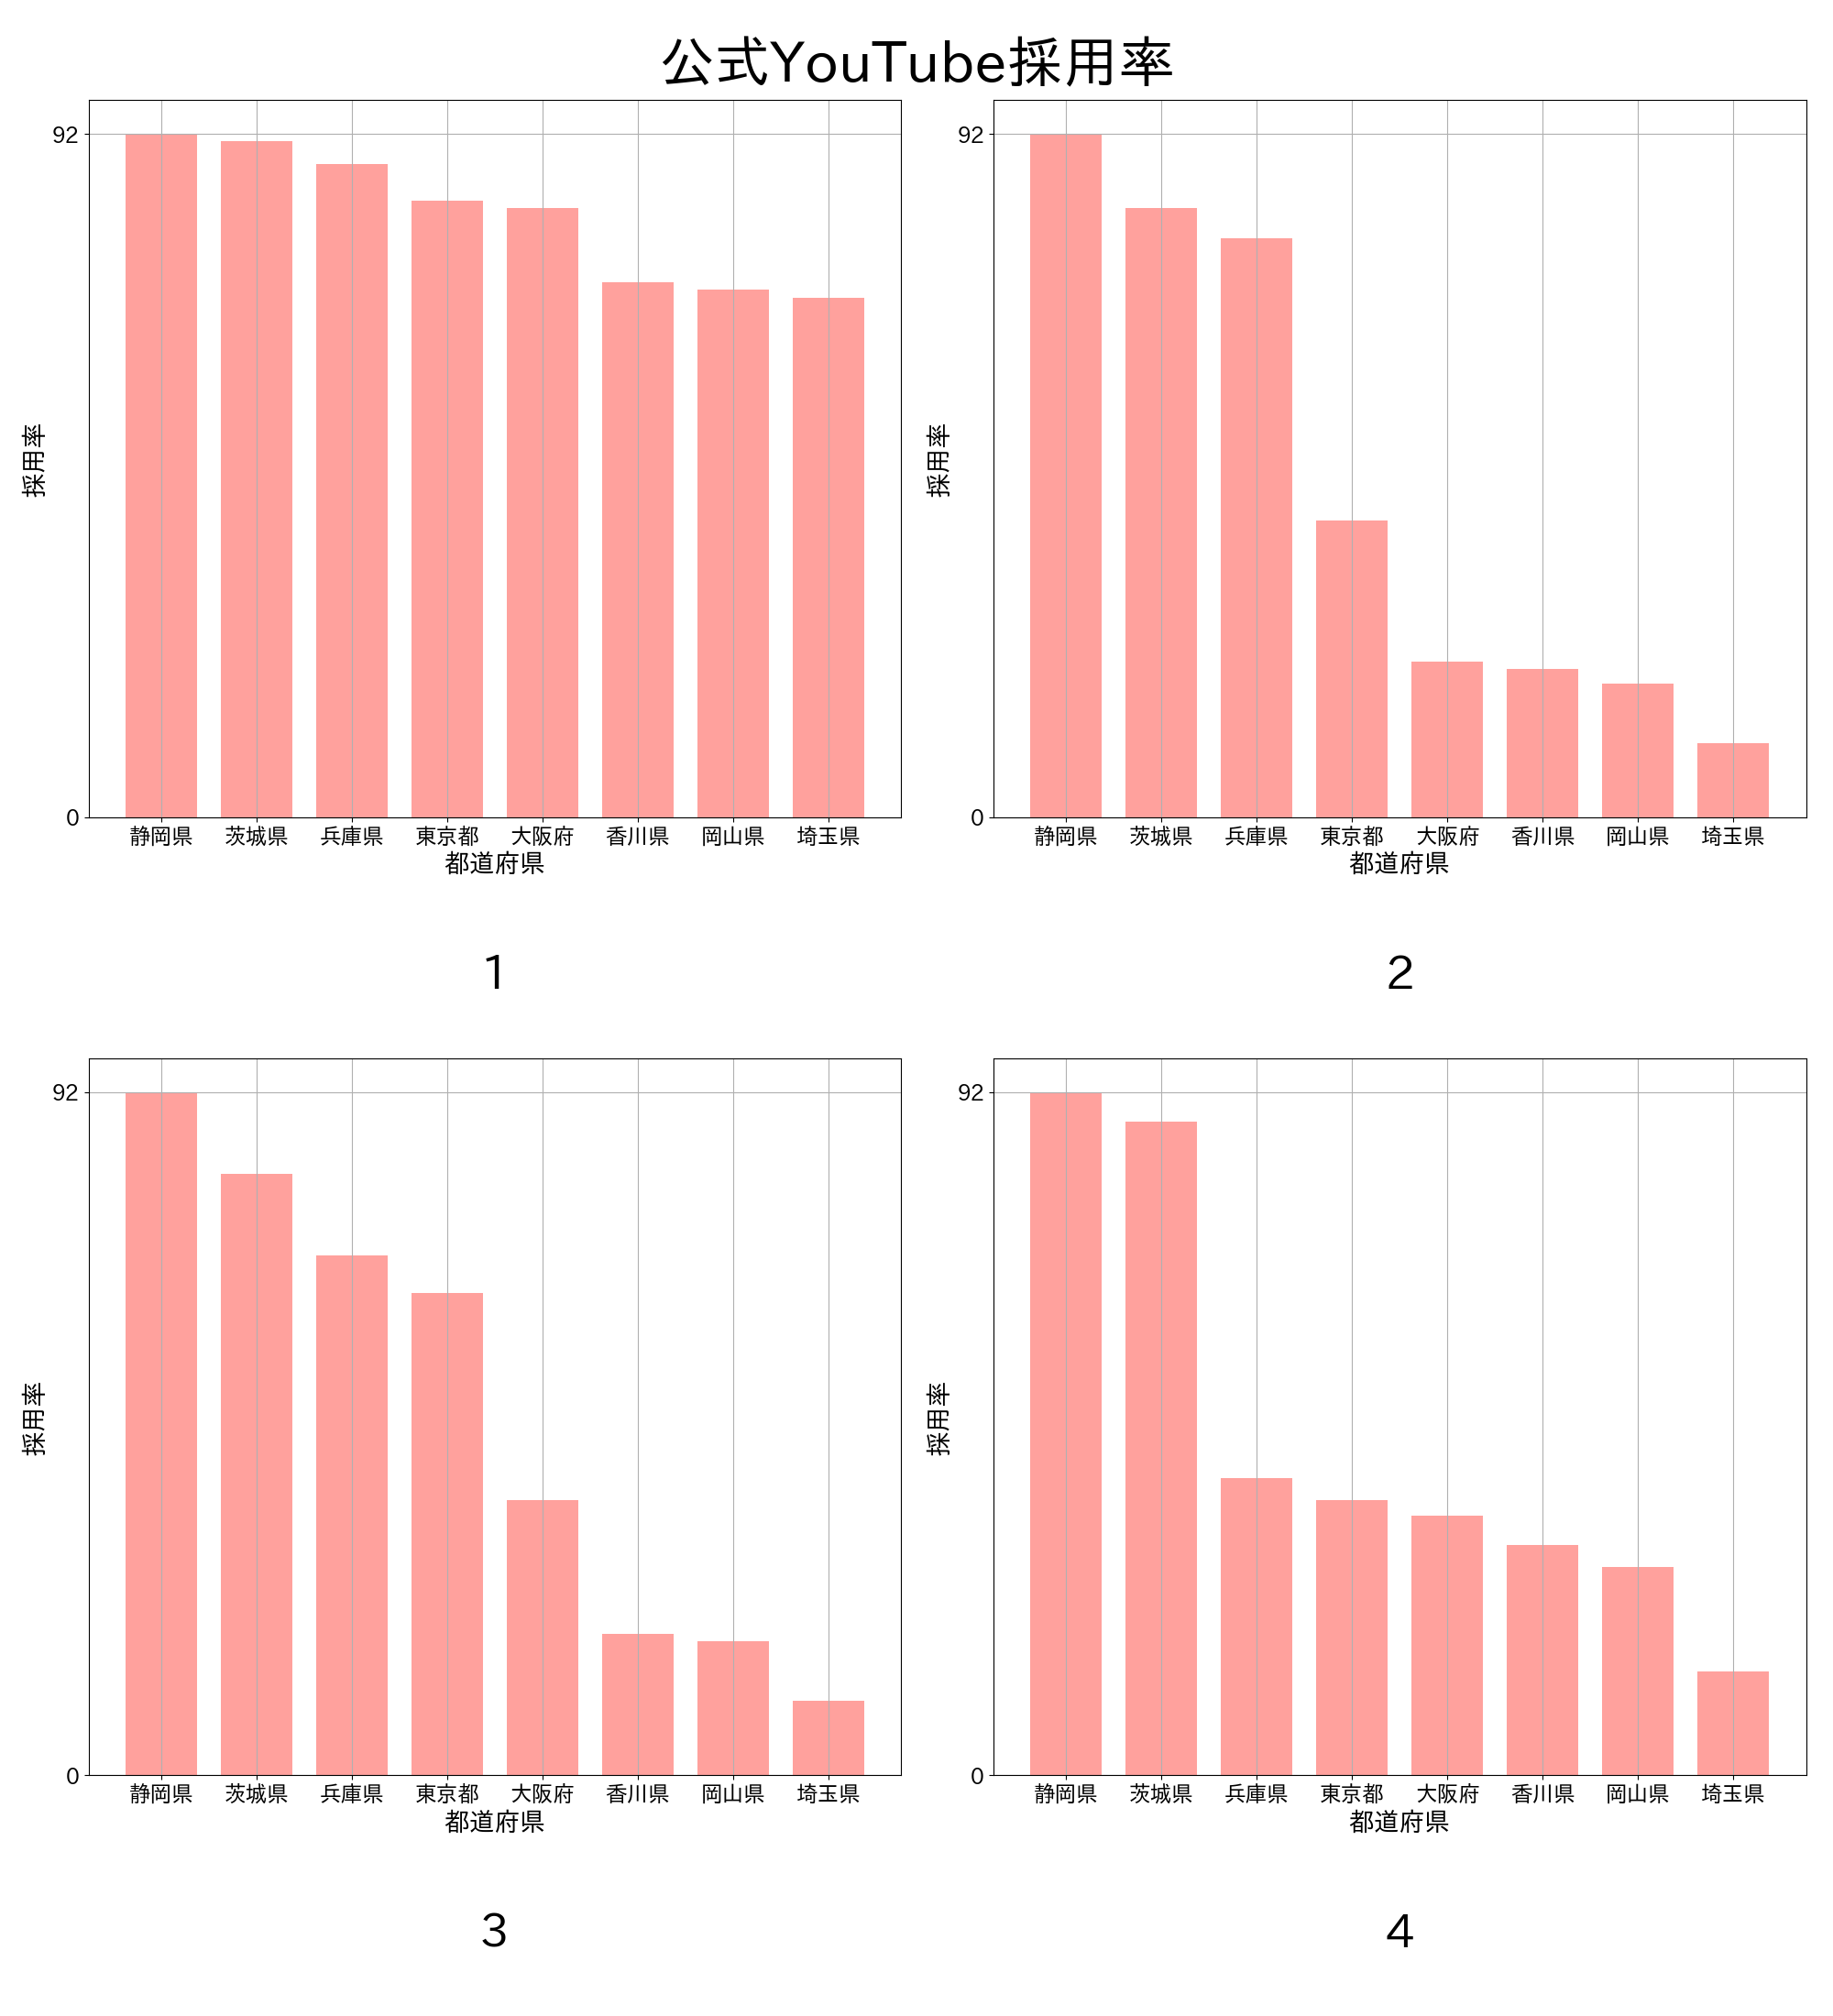 公式YouTube採用率
92
採用率
0
静岡県 茨城県 兵庫県 東京都 大阪府 香川県 岡山県 埼玉県
都道府県
1
92
採用率
0
静岡県 茨城県 兵庫県 東京都 大阪府 香川県 岡山県 埼玉県
都道府県
2
92
採用率
0
静岡県 茨城県 兵庫県 東京都 大阪府 香川県 岡山県 埼玉県
都道府県
3
92
採用率
0
静岡県 茨城県 兵庫県 東京都 大阪府 香川県 岡山県 埼玉県
都道府県
4